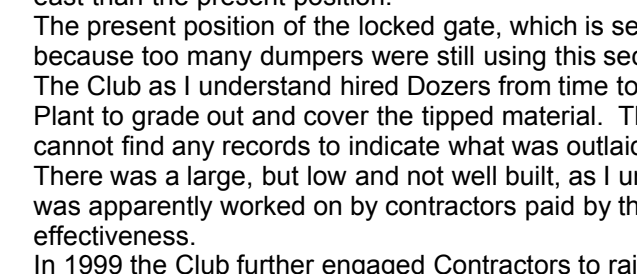 east than the present position.
The present position of the locked gate, which is se
because too many dumpers were still using this sec
The Club as I understand hired Dozers from time to
Plant to grade out and cover the tipped material. Th
cannot find any records to indicate what was outlaid
There was a large, but low and not well built, as I un
was apparently worked on by contractors paid by th
effectiveness.
In 1999 the Club further engaged Contractors to rai